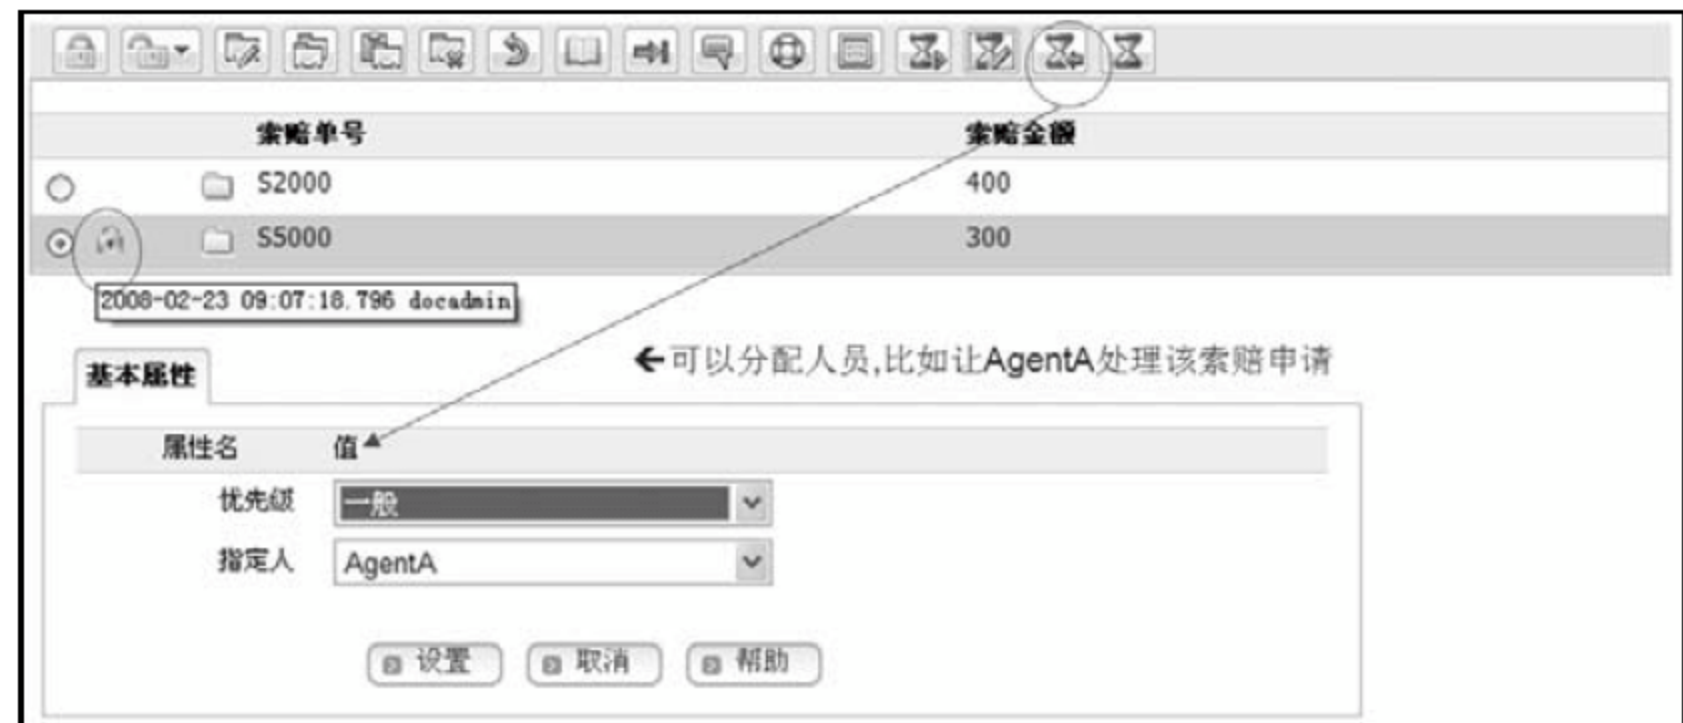 索赔单号 索赔金额
S2000 400
S5000 300
2008-02-23 09:07:18.796 docadmin
←可以分配人员,比如让AgentA处理该索赔申请
基本属性
属性名 值
优先级 一般
指定人 AgentA
设置 取消 帮助